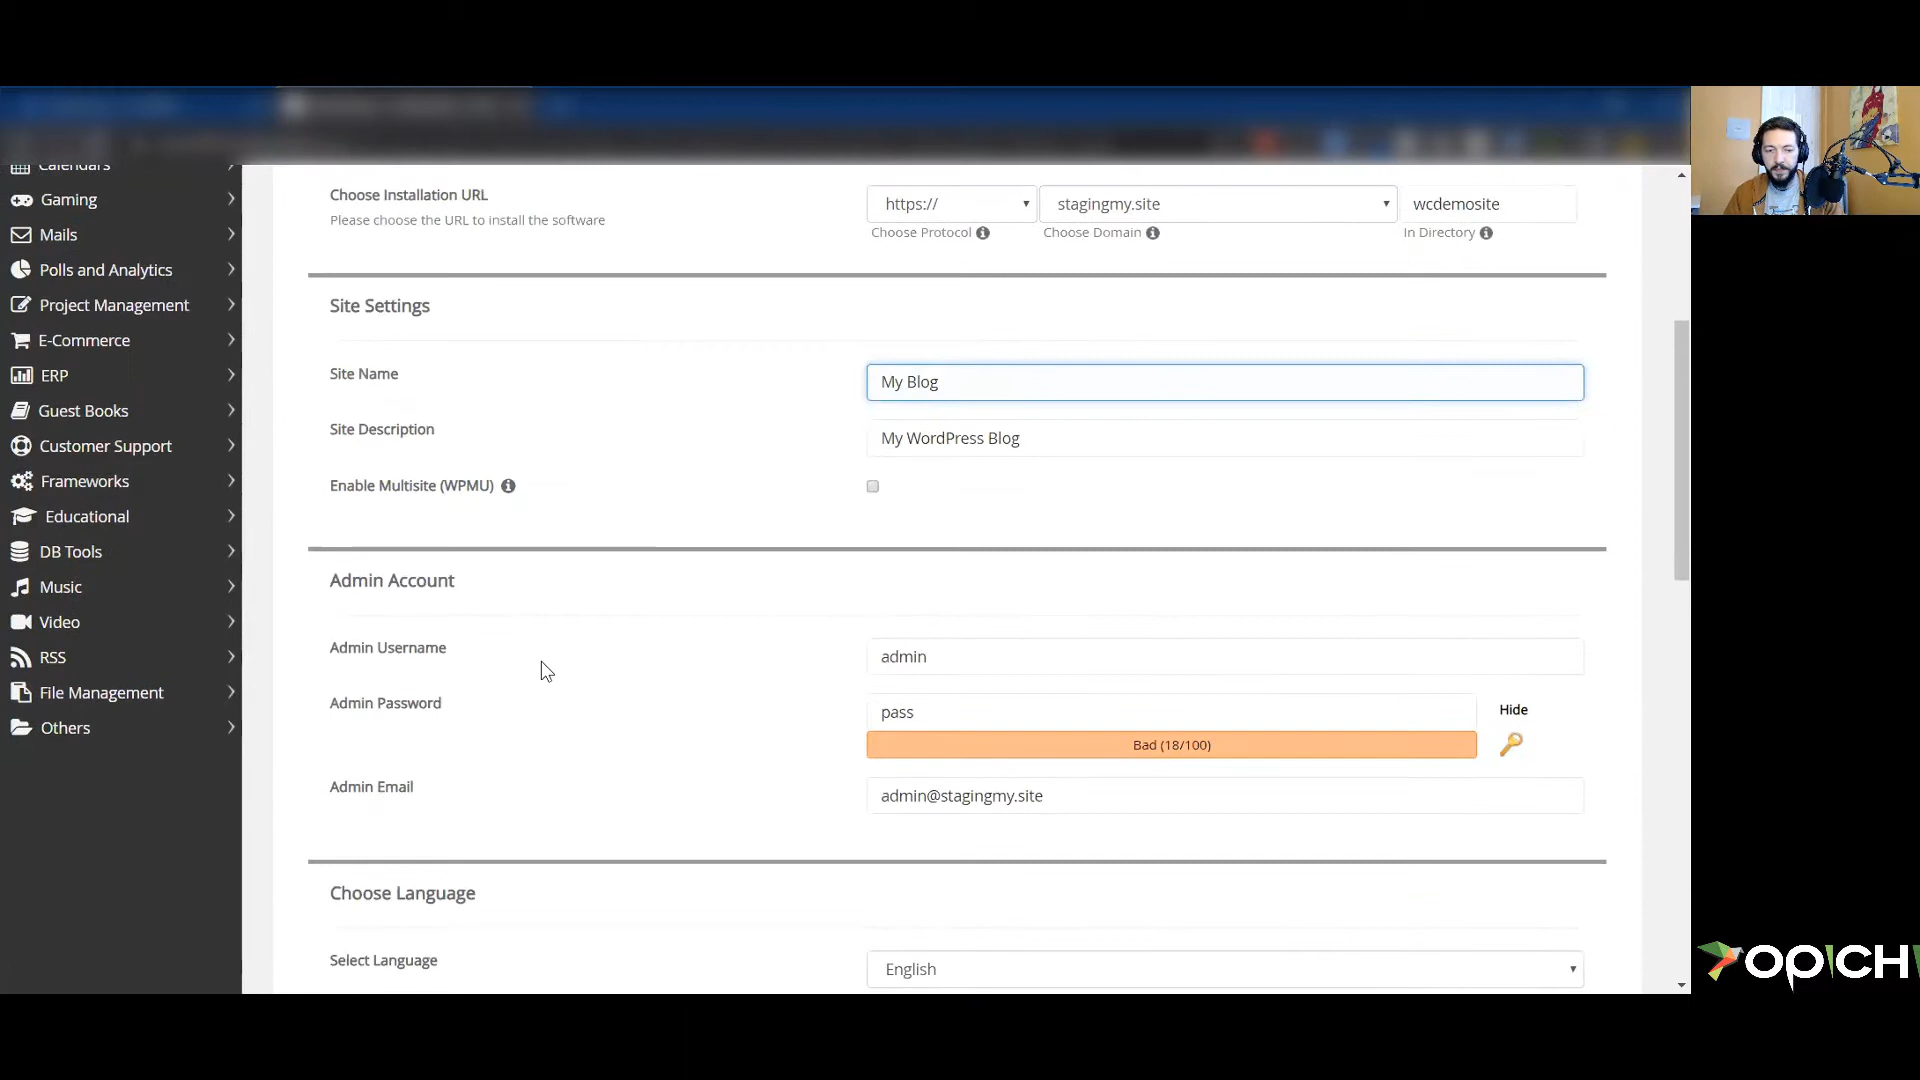 Calendars
Gaming
Mails
Polls and Analytics
Project Management
E-Commerce
ERP
Guest Books
Customer Support
Frameworks
Educational
DB Tools
Music
Video
RSS
File Management
Others
Choose Installation URL
Please choose the URL to install the software
https:// stagingmy.site wcdemosite
Choose Protocol Choose Domain In Directory
Site Settings
Site Name My Blog
Site Description My WordPress Blog
Enable Multisite (WPMU)
Admin Account
Admin Username admin
Admin Password pass Hide
Bad (18/100)
Admin Email admin@stagingmy.site
Choose Language
Select Language English